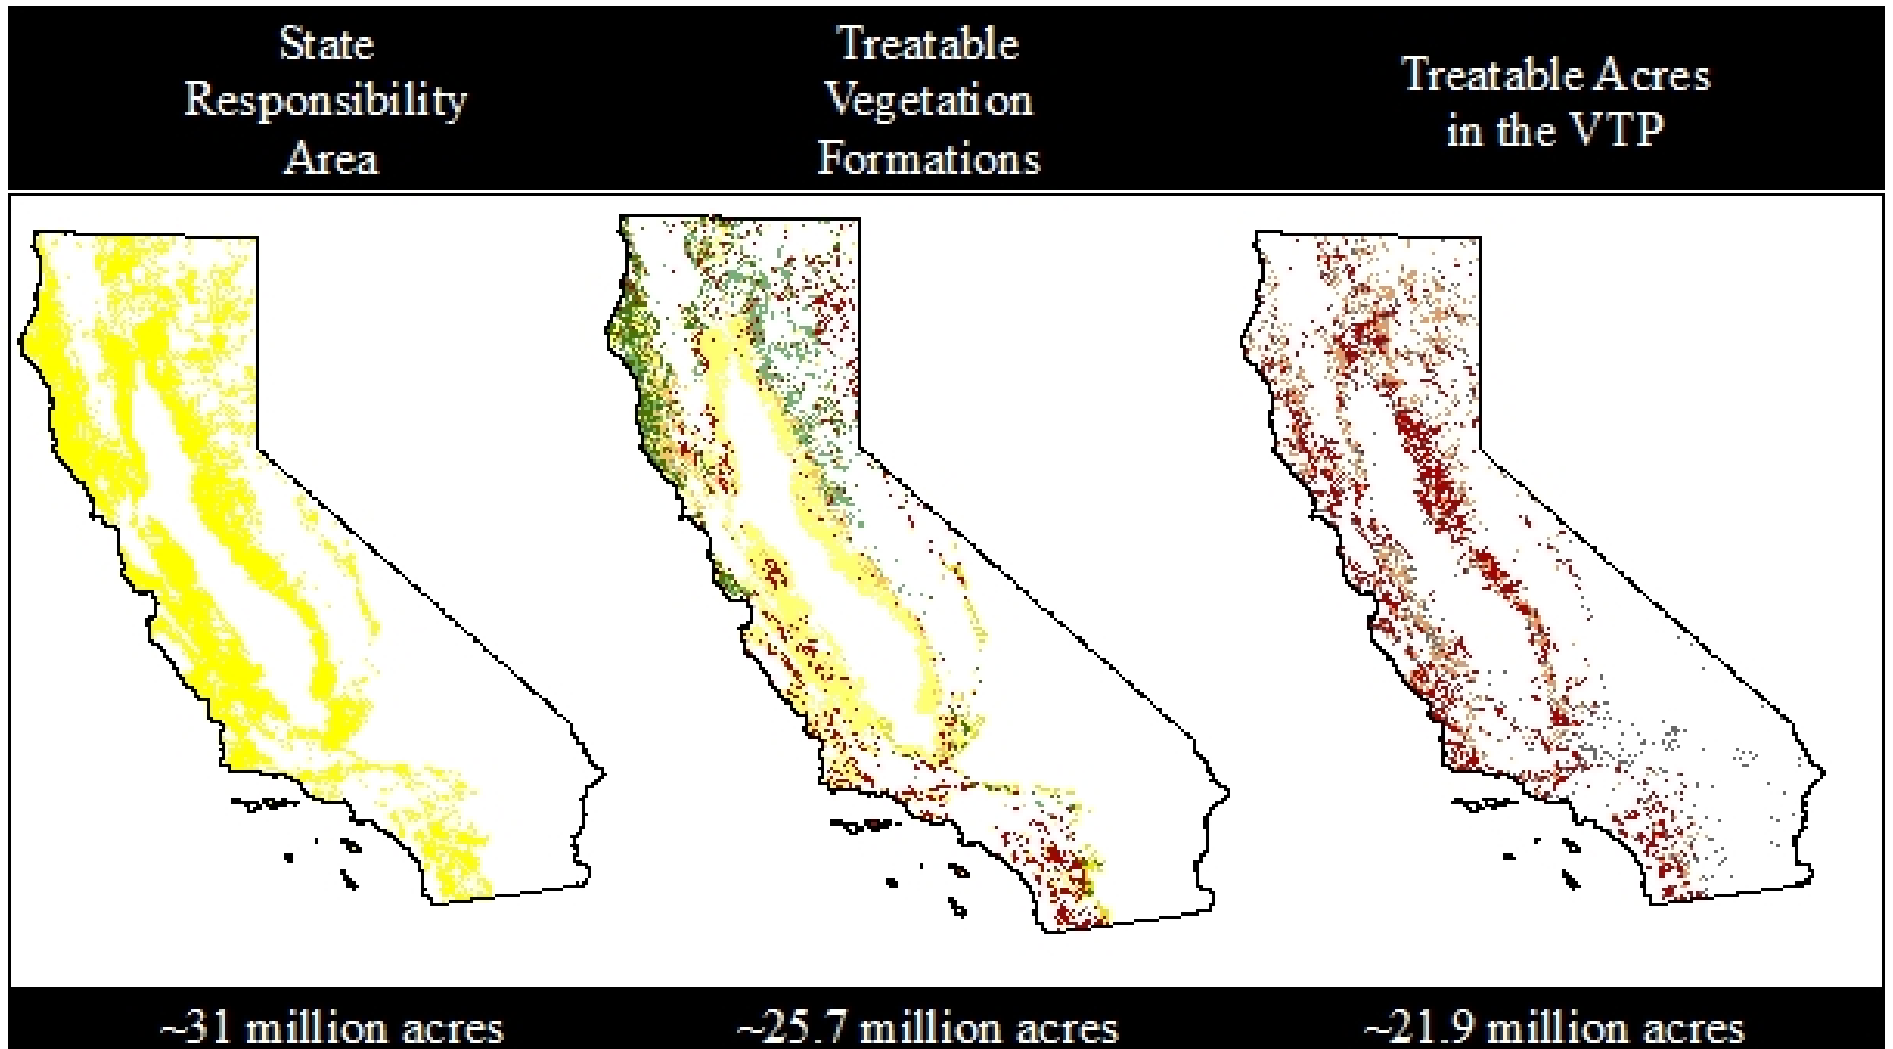 State
Responsibility
Area
Treatable
Vegetation
Formations
Treatable Acres
in the VTP
~31 million acres
~25.7 million acres
~21.9 million acres